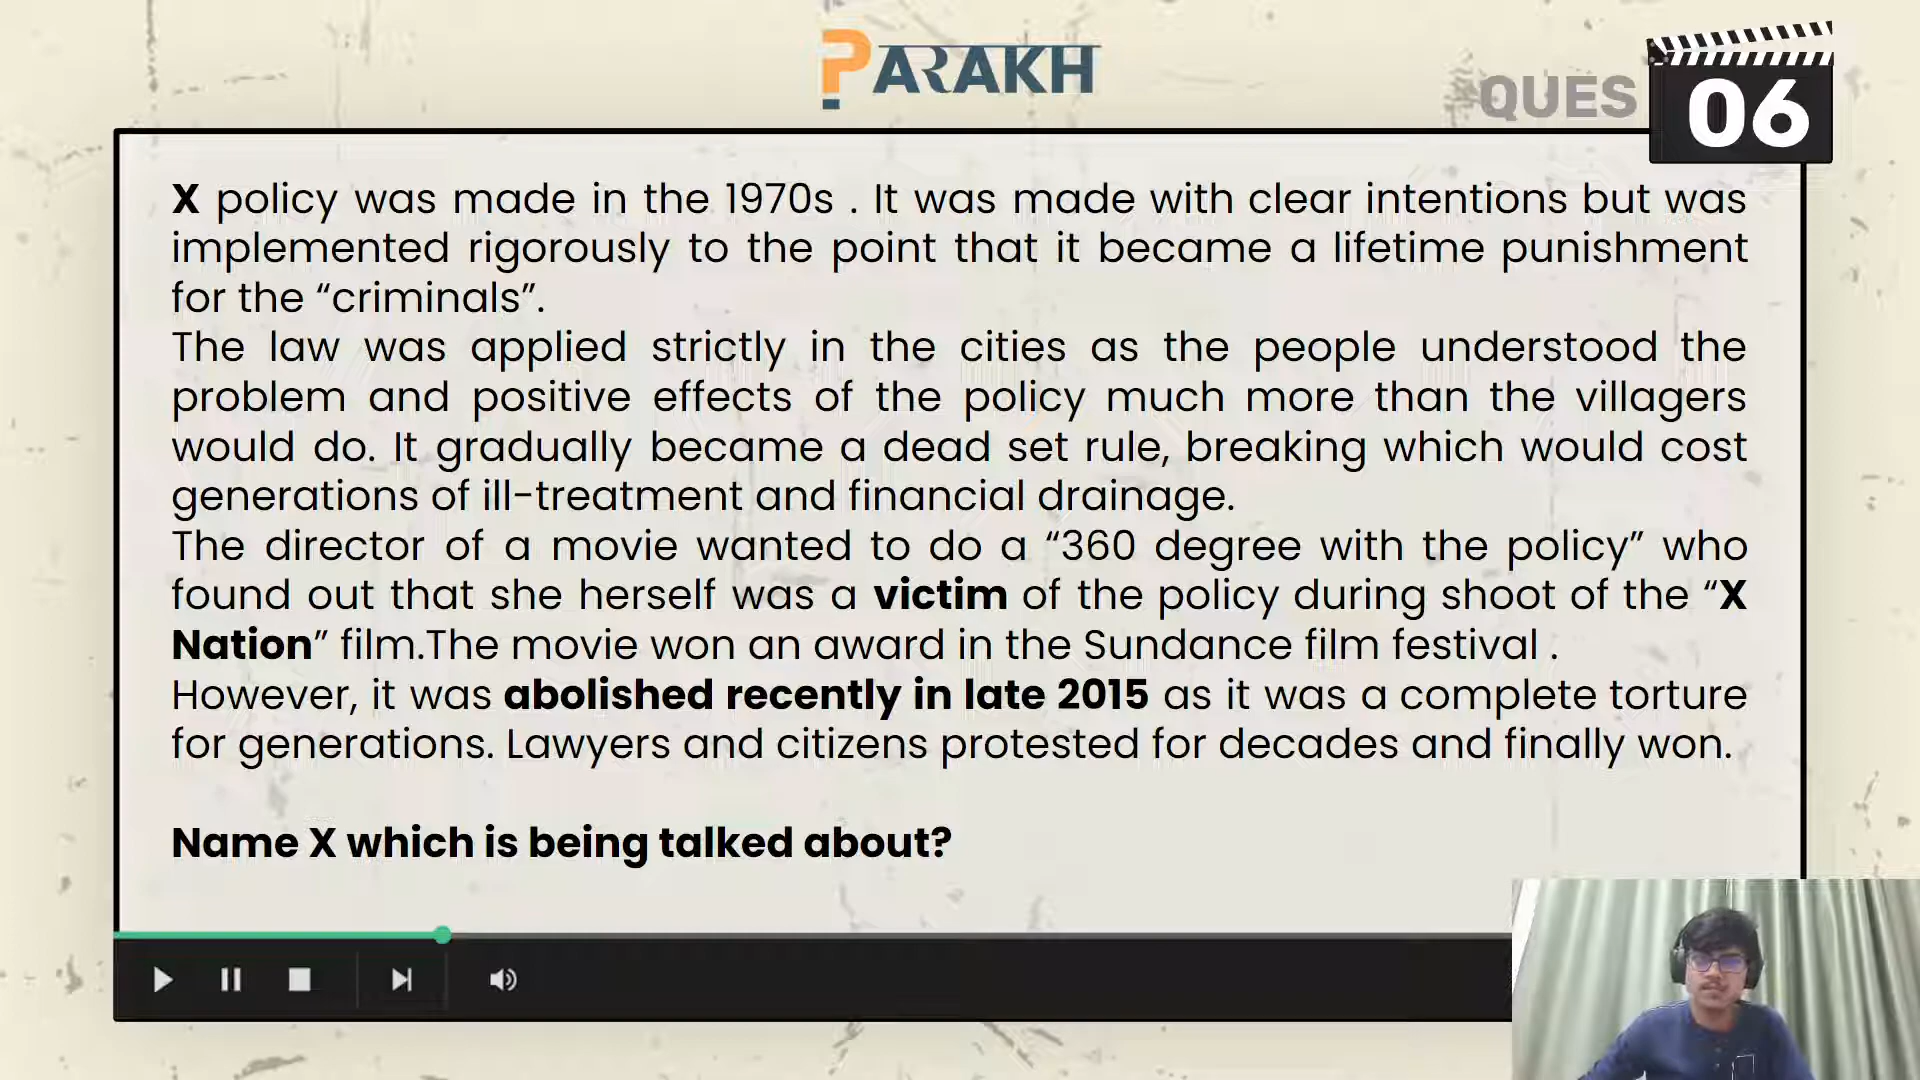 PARAKH
QUES 06
X policy was made in the 1970s . It was made with clear intentions but was
implemented rigorously to the point that it became a lifetime punishment
for the “criminals”.
The law was applied strictly in the cities as the people understood the
problem and positive effects of the policy much more than the villagers
would do. It gradually became a dead set rule, breaking which would cost
generations of ill-treatment and financial drainage.
The director of a movie wanted to do a “360 degree with the policy” who
found out that she herself was a victim of the policy during shoot of the “X
Nation” film.The movie won an award in the Sundance film festival .
However, it was abolished recently in late 2015 as it was a complete torture
for generations. Lawyers and citizens protested for decades and finally won.
Name X which is being talked about?